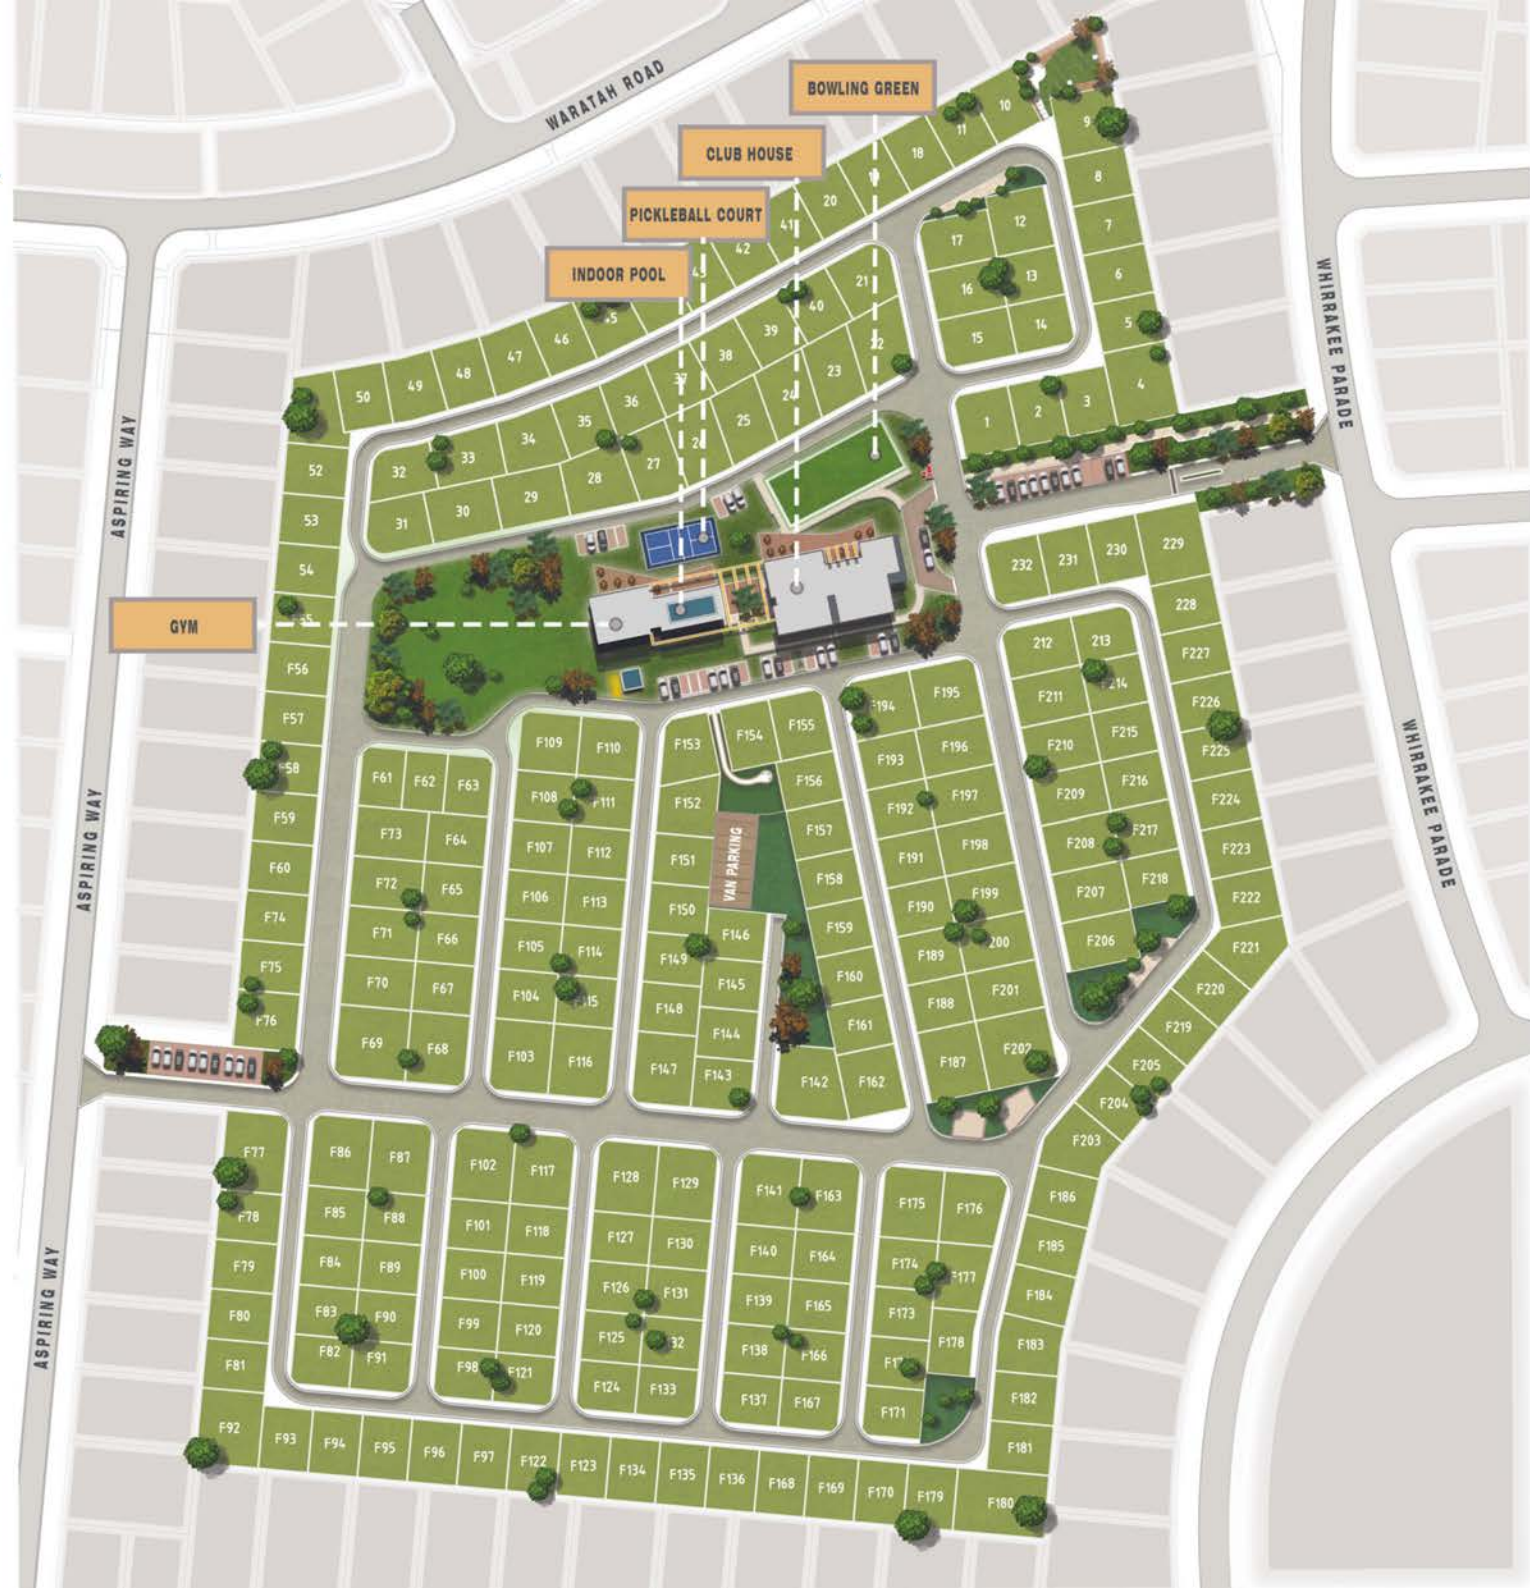 WARATAH ROAD
BOWLING GREEN
CLUB HOUSE
PICKLEBALL COURT
INDOOR POOL
GYM
WHIRRAKEE PARADE
WHIRRAKEE PARADE
ASPIRING WAY
ASPIRING WAY
ASPIRING WAY
VAN PARKING
10
11
18
20
41
42
46
47
48
49
50
52
53
54
F56
F57
F59
F60
F74
F75
9
8
7
6
5
4
3
2
1
12
17
13
16
14
15
21
40
39
38
23
24
25
36
35
34
33
32
27
28
29
30
31
232
231
230
229
228
F227
F226
F225
F224
F223
F222
F221
F220
F219
F205
F204
F203
F186
F185
F184
F183
F182
F181
F180
212
213
F211
F210
F215
F209
F216
F208
F217
F207
F218
F206
F195
F193
F196
F192
F197
F191
F198
F190
F199
F189
F188
F201
F187
F202
F153
F154
F155
F152
F156
F151
F157
F150
F158
F146
F159
F149
F145
F160
F148
F144
F161
F147
F143
F142
F162
F109
F110
F108
F111
F107
F112
F106
F113
F105
F114
F104
F103
F116
F61
F62
F63
F73
F64
F72
F65
F71
F66
F70
F67
F69
F68
F77
F78
F79
F80
F81
F92
F86
F87
F85
F88
F84
F89
F83
F90
F82
F91
F102
F117
F101
F118
F100
F119
F99
F120
F98
F121
F128
F129
F127
F130
F126
F131
F125
F124
F133
F141
F163
F140
F164
F139
F165
F138
F166
F137
F167
F175
F176
F174
F173
F178
F171
F93
F94
F95
F96
F97
F122
F123
F134
F135
F136
F168
F169
F170
F179